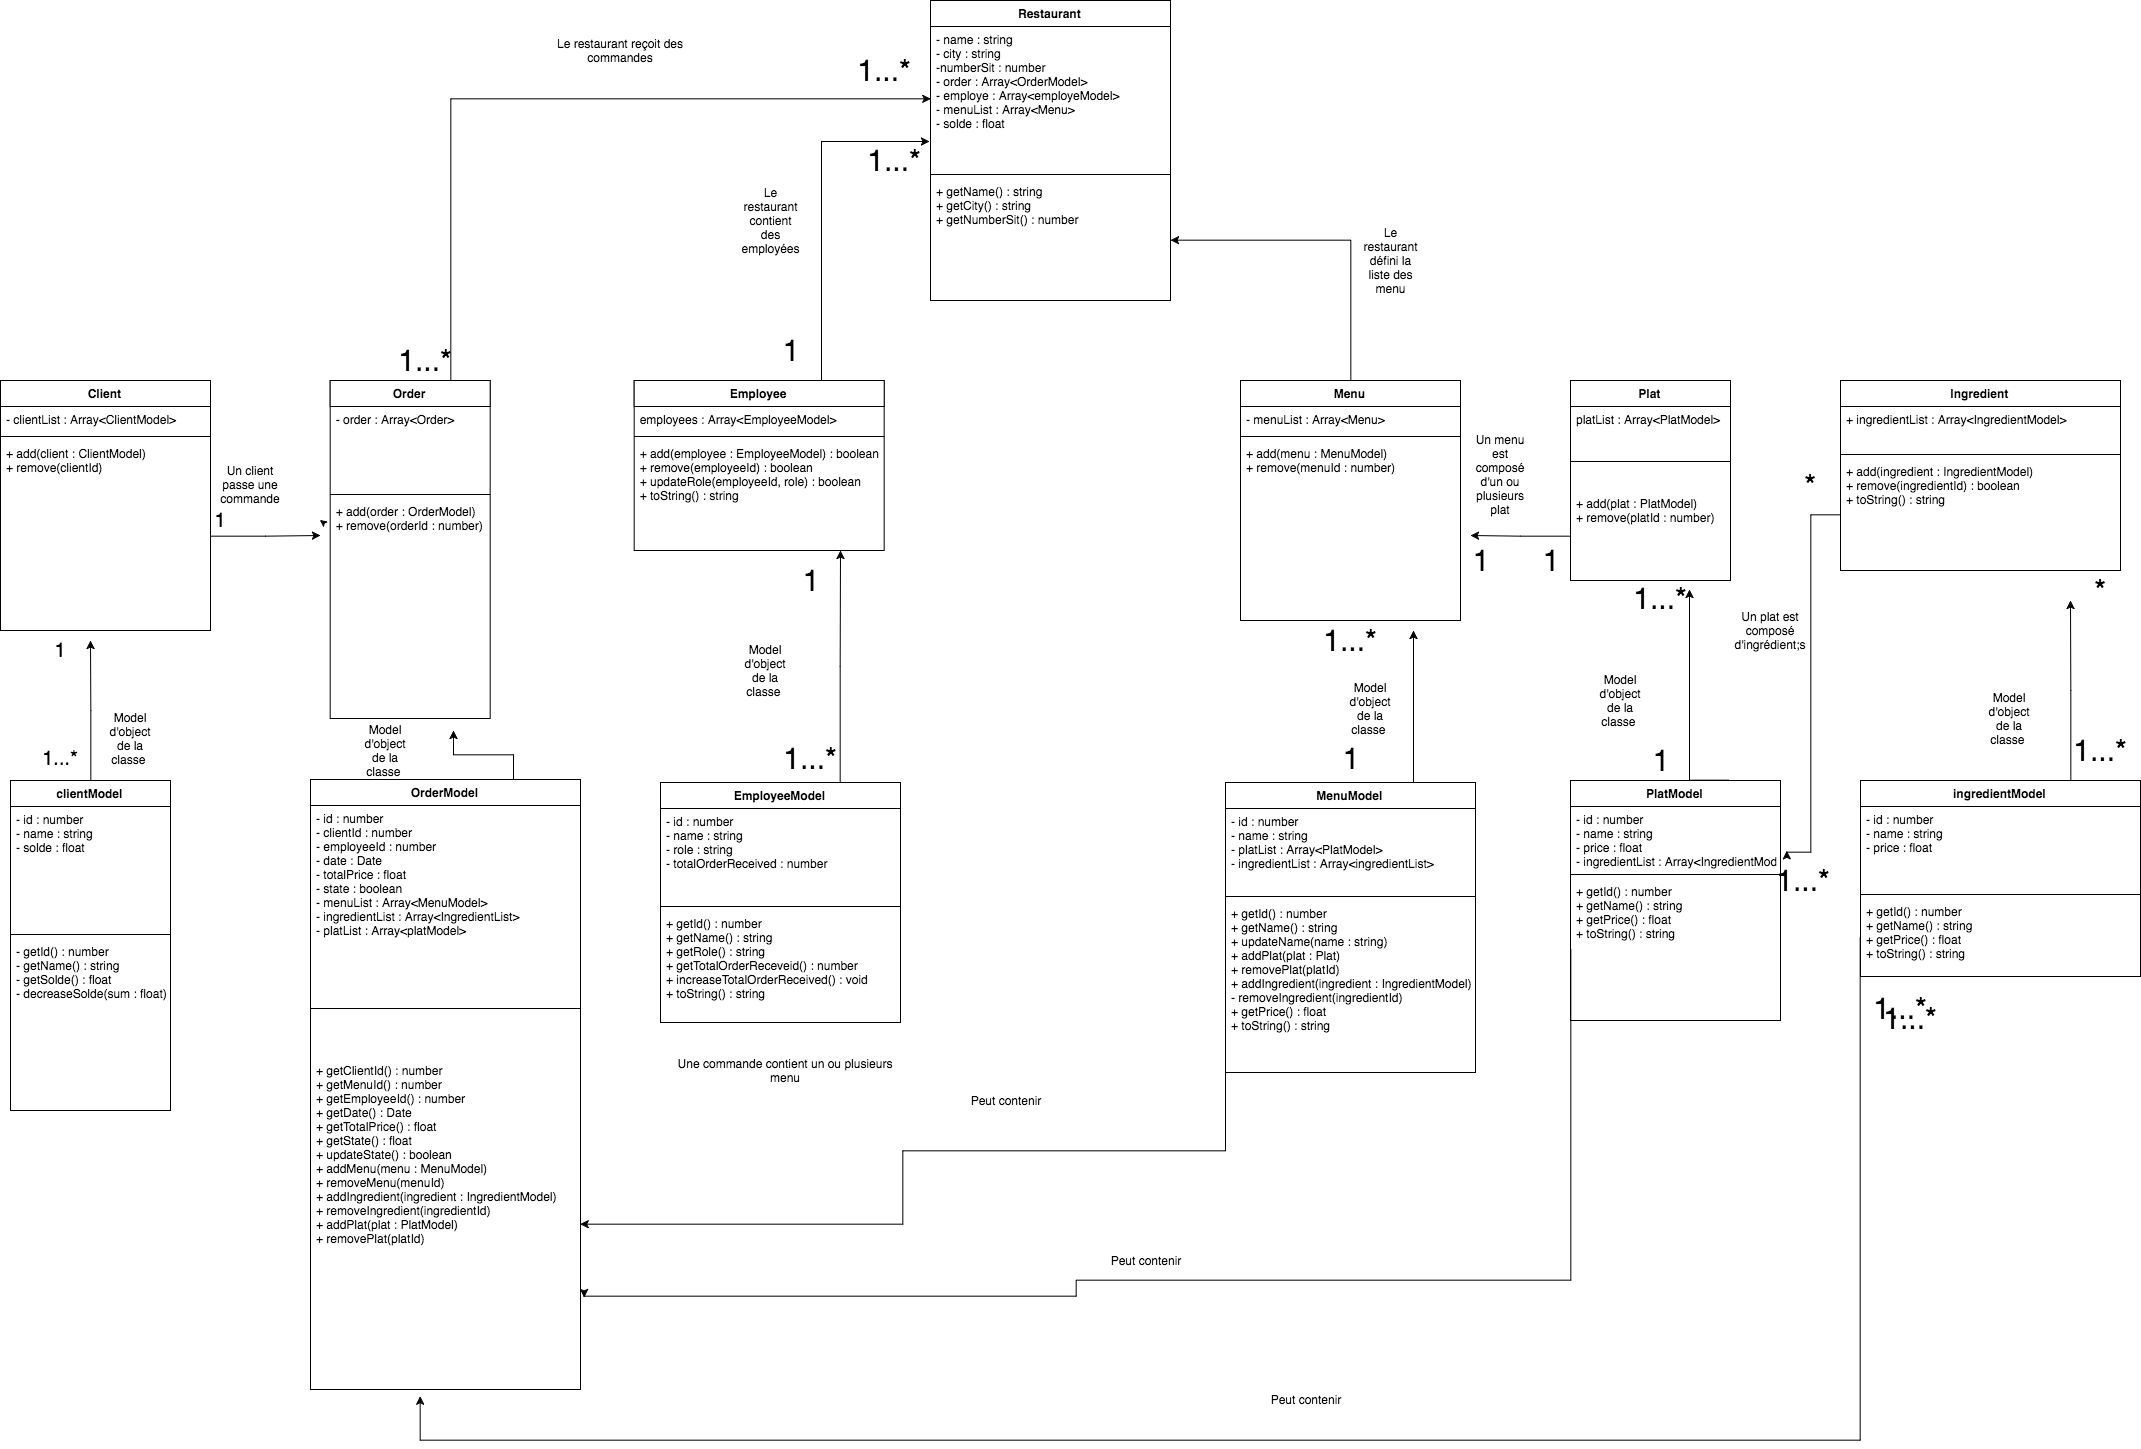 Restaurant
- name : string
- city : string
-numberSit : number
- order : Array<OrderModel>
- employe : Array<employeModel>
- menuList : Array<Menu>
- solde : float
+ getName() : string
+ getCity() : string
+ getNumberSit() : number
Le restaurant reçoit des
commandes
1...*
1...*
Le
restaurant
contient
des
employées
Le
restaurant
défini la
liste des
menu
1...*
1
Client
- clientList : Array<ClientModel>
+ add(client : ClientModel)
+ remove(clientId)
Un client
passe une
commande
1
Order
- order : Array<Order>
+ add(order : OrderModel)
+ remove(orderId : number)
Employee
employees : Array<EmployeeModel>
+ add(employee : EmployeeModel) : boolean
+ remove(employeeId) : boolean
+ updateRole(employeeId, role) : boolean
+ toString() : string
1
Menu
- menuList : Array<Menu>
+ add(menu : MenuModel)
+ remove(menuId : number)
Un menu
est
composé
d'un ou
plusieurs
plat
1
1
Plat
platList : Array<PlatModel>
+ add(plat : PlatModel)
+ remove(platId : number)
*
Ingredient
+ ingredientList : Array<IngredientModel>
+ add(ingredient : IngredientModel)
+ remove(ingredientId) : boolean
+ toString() : string
*
1
Model
d'object
de la
classe
1...*
Model
d'object
de la
classe
Model
d'object
de la
classe
1...*
1...*
Model
d'object
de la
classe
1
1...*
Model
d'object
de la
classe
1
Un plat est
composé
d'ingrédient;s
Model
d'object
de la
classe
1...*
clientModel
- id : number
- name : string
- solde : float
- getId() : number
- getName() : string
- getSolde() : float
- decreaseSolde(sum : float)
OrderModel
- id : number
- clientId : number
- employeeId : number
- date : Date
- totalPrice : float
- state : boolean
- menuList : Array<MenuModel>
- ingredientList : Array<IngredientList>
- platList : Array<platModel>
+ getClientId() : number
+ getMenuId() : number
+ getEmployeeId() : number
+ getDate() : Date
+ getTotalPrice() : float
+ getState() : float
+ updateState() : boolean
+ addMenu(menu : MenuModel)
+ removeMenu(menuId)
+ addIngredient(ingredient : IngredientModel)
+ removeIngredient(ingredientId)
+ addPlat(plat : PlatModel)
+ removePlat(platId)
EmployeeModel
- id : number
- name : string
- role : string
- totalOrderReceived : number
+ getId() : number
+ getName() : string
+ getRole() : string
+ getTotalOrderReceveid() : number
+ increaseTotalOrderReceived() : void
+ toString() : string
MenuModel
- id : number
- name : string
- platList : Array<PlatModel>
- ingredientList : Array<ingredientList>
+ getId() : number
+ getName() : string
+ updateName(name : string)
+ addPlat(plat : Plat)
+ removePlat(platId)
+ addIngredient(ingredient : IngredientModel)
- removeIngredient(ingredientId)
+ getPrice() : float
+ toString() : string
PlatModel
- id : number
- name : string
- price : float
- ingredientList : Array<IngredientMod
+ getId() : number
+ getName() : string
+ getPrice() : float
+ toString() : string
1...*
ingredientModel
- id : number
- name : string
- price : float
+ getId() : number
+ getName() : string
+ getPrice() : float
+ toString() : string
1...*
1...*
Une commande contient un ou plusieurs
menu
Peut contenir
Peut contenir
Peut contenir